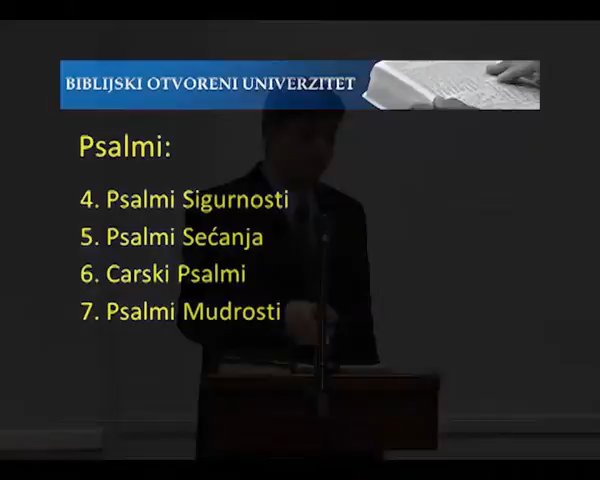 BIBLIJSKI OTVORENI UNIVERZITET
Psalmi:
4. Psalmi Sigurnosti
5. Psalmi Sećanja
6. Carski Psalmi
7. Psalmi Mudrosti